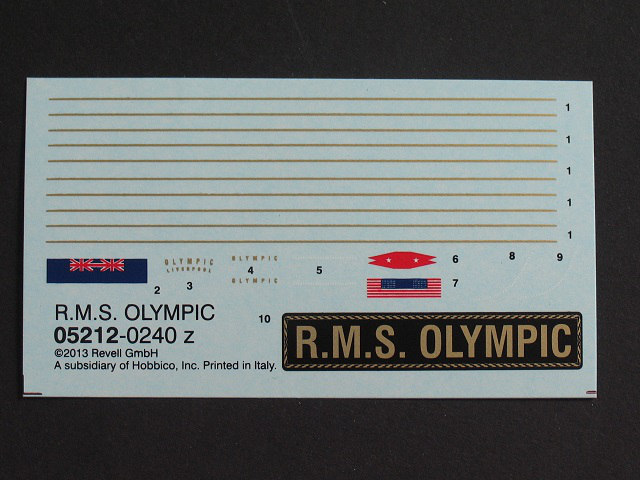 1
1
1
1
1
OLYMPIC
LIVERPOOL
OLYMPIC
OLYMPIC
2
3
4
5
6
7
8
9
R.M.S. OLYMPIC
05212-0240 z
©2013 Revell GmbH
A subsidiary of Hobbico, Inc. Printed in Italy.
10
R.M.S. OLYMPIC